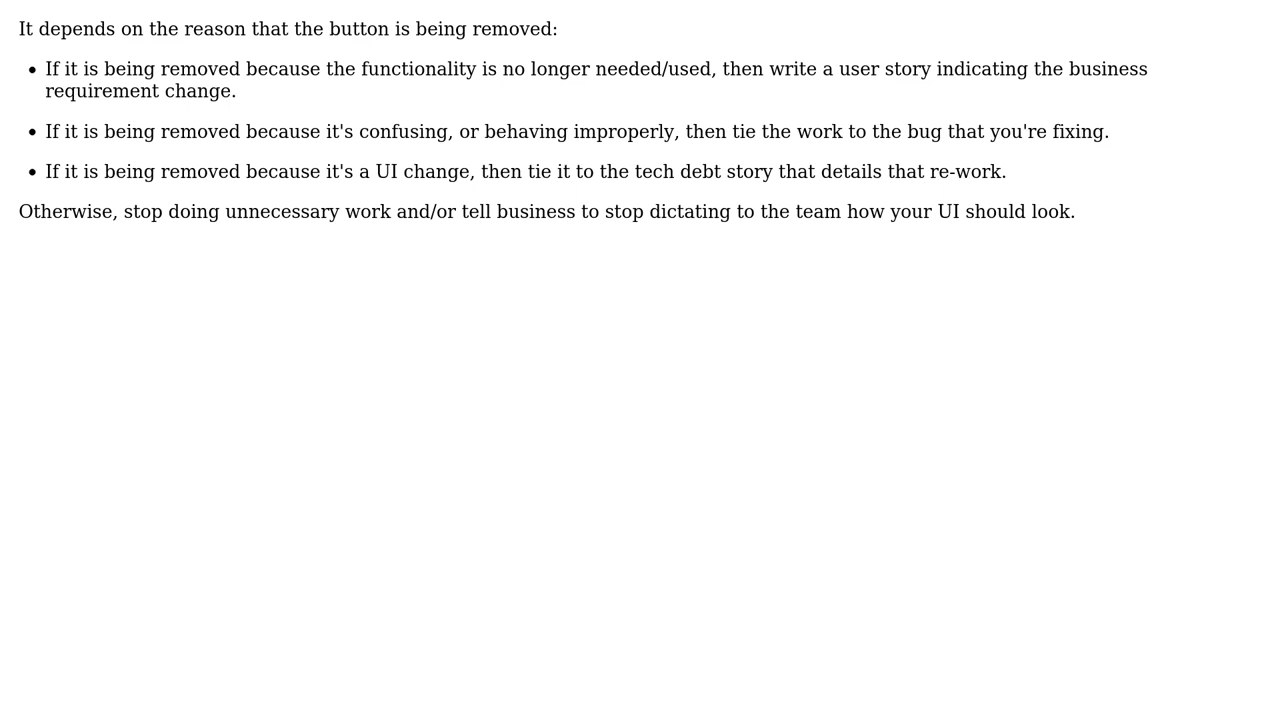 It depends on the reason that the button is being removed:
• If it is being removed because the functionality is no longer needed/used, then write a user story indicating the business
requirement change.
• If it is being removed because it's confusing, or behaving improperly, then tie the work to the bug that you're fixing.
• If it is being removed because it's a UI change, then tie it to the tech debt story that details that re-work.
Otherwise, stop doing unnecessary work and/or tell business to stop dictating to the team how your UI should look.